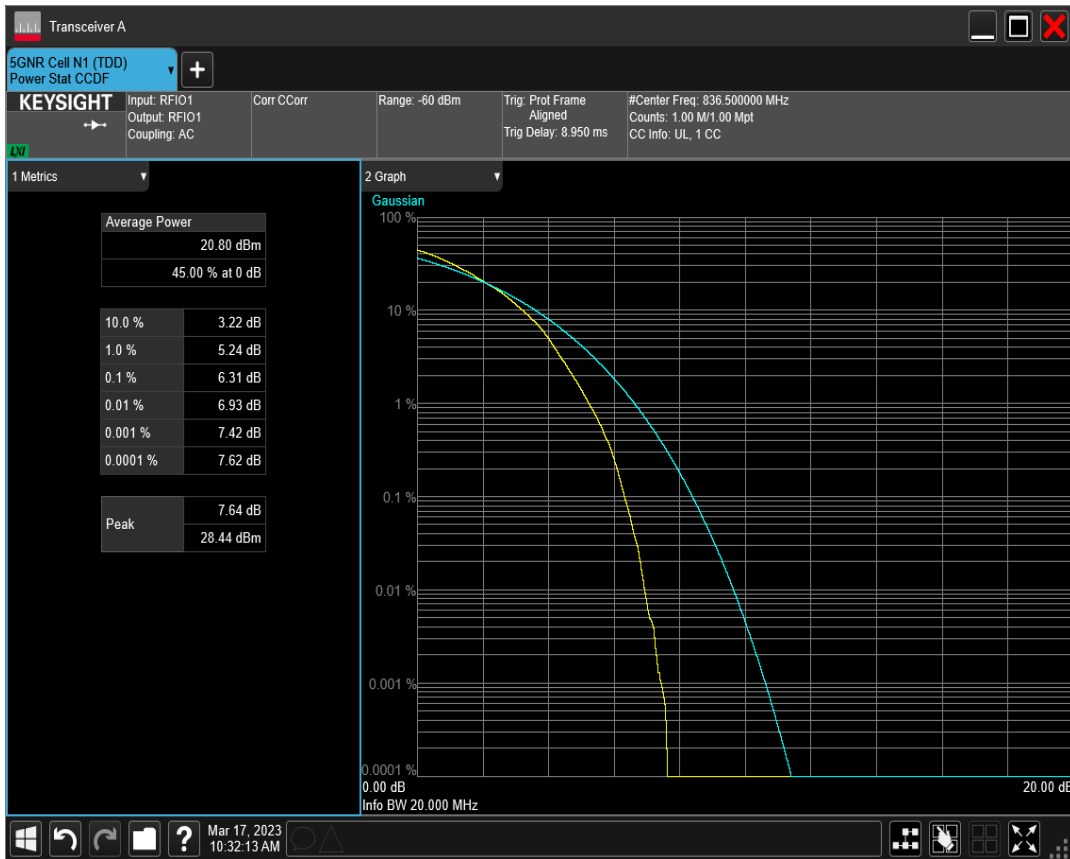 Transceiver A
5GNR Cell N1 (TDD)
Power Stat CCDF
KEYSIGHT
LXI
Input: RFIO1
Output: RFIO1
Coupling: AC
Corr CCorr
Range: -60 dBm
Trig: Prot Frame
Aligned
Trig Delay: 8.950 ms
#Center Freq: 836.500000 MHz
Counts: 1.00 M/1.00 Mpt
CC Info: UL, 1 CC
1 Metrics
Average Power
20.80 dBm
45.00 % at 0 dB
10.0 % 3.22 dB
1.0 % 5.24 dB
0.1 % 6.31 dB
0.01 % 6.93 dB
0.001 % 7.42 dB
0.0001 % 7.62 dB
Peak 7.64 dB
28.44 dBm
2 Graph
Gaussian
100 %
10 %
1 %
0.1 %
0.01 %
0.001 %
0.0001 %
0.00 dB 20.00 dB
Info BW 20.000 MHz
Mar 17, 2023
10:32:13 AM